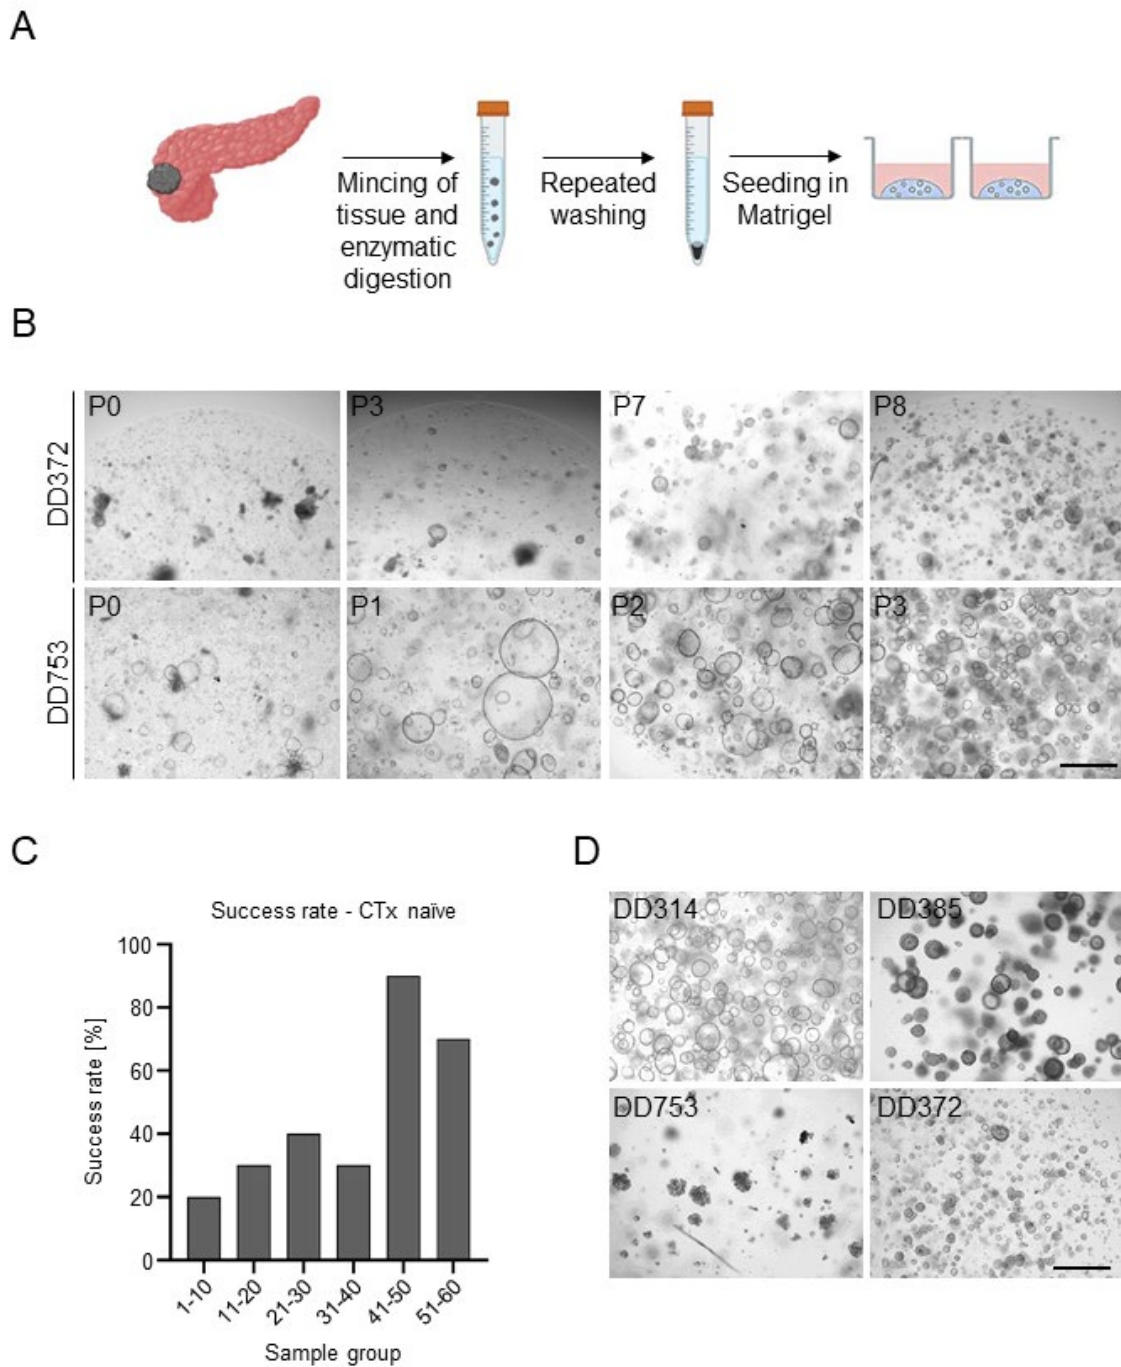 A
Mincing of
tissue and
enzymatic
digestion
Repeated
washing
Seeding in
Matrigel
B
DD372
P0
P3
P7
P8
DD753
P0
P1
P2
P3
C
Success rate - CTx naïve
Success rate [%]
100
80
60
40
20
0
1-10
11-20
21-30
31-40
41-50
51-60
Sample group
D
DD314
DD385
DD753
DD372